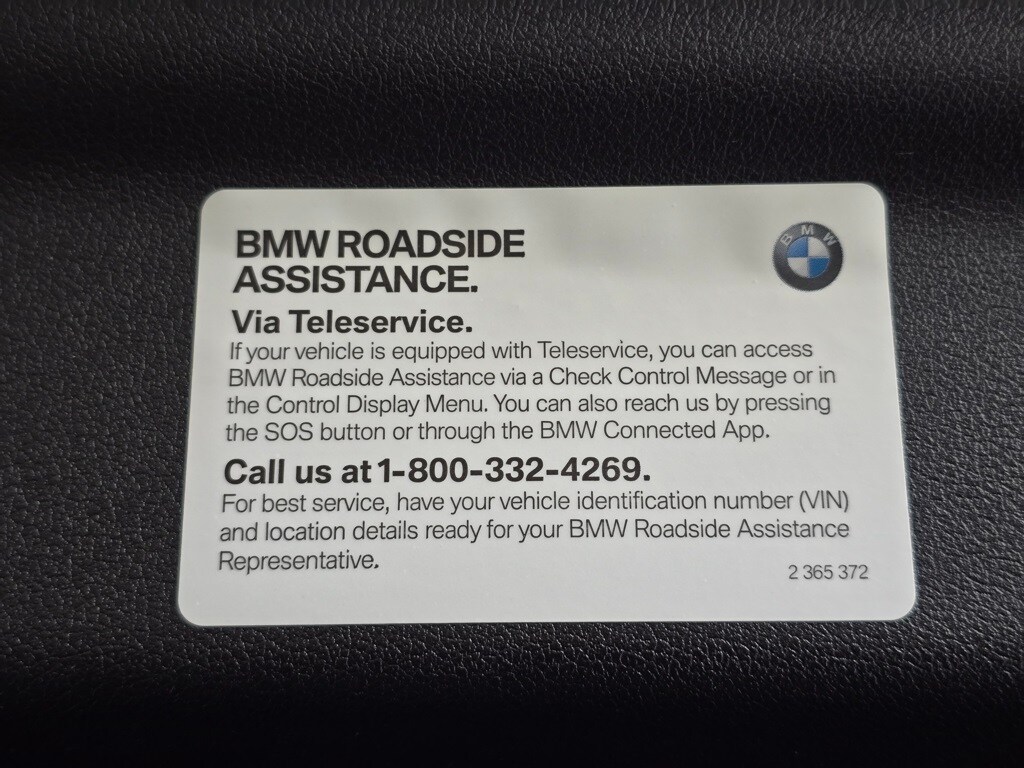 BMW ROADSIDE
ASSISTANCE.
BMW
Via Teleservice.
If your vehicle is equipped with Teleservice, you can access
BMW Roadside Assistance via a Check Control Message or in
the Control Display Menu. You can also reach us by pressing
the SOS button or through the BMW Connected App.
Call us at 1-800-332-4269.
For best service, have your vehicle identification number (VIN)
and location details ready for your BMW Roadside Assistance
Representative.
2 365 372